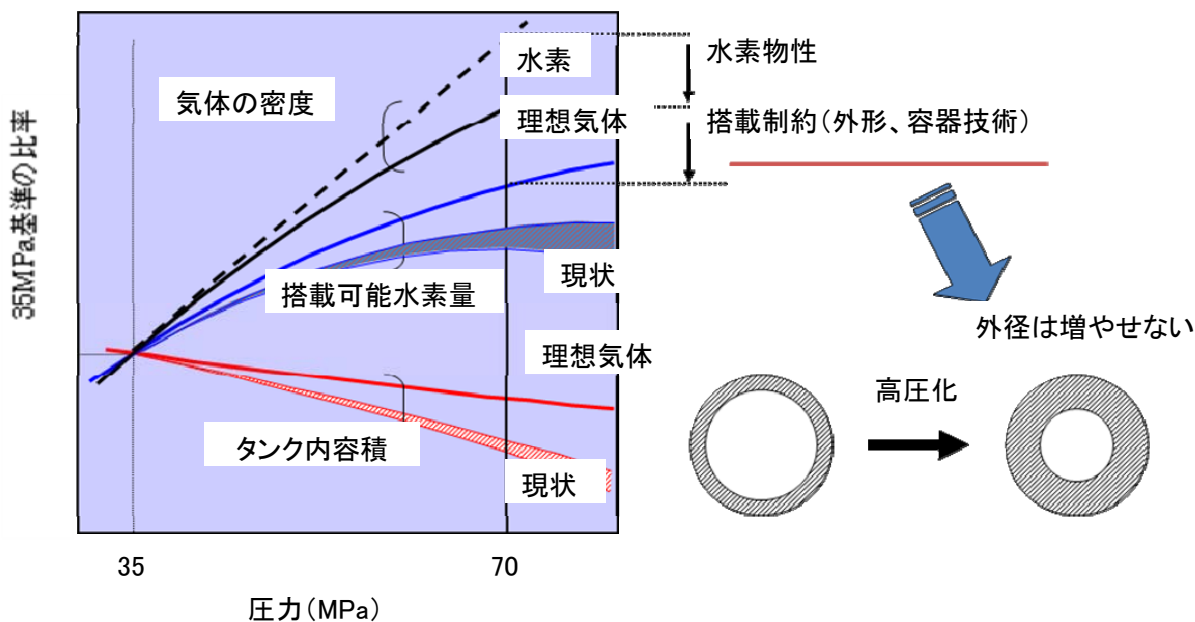 35MPa基準の比率
水素
気体の密度
理想気体
現状
搭載可能水素量
理想気体
タンク内容積
現状
35
70
圧力(MPa)
水素物性
搭載制約(外形、容器技術)
外径は増やせない
高圧化